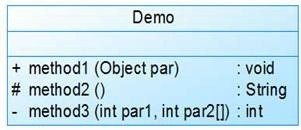 Demo
+ method1 (Object par) : void
# method2 () : String
- method3 (int par1, int par2[]) : int